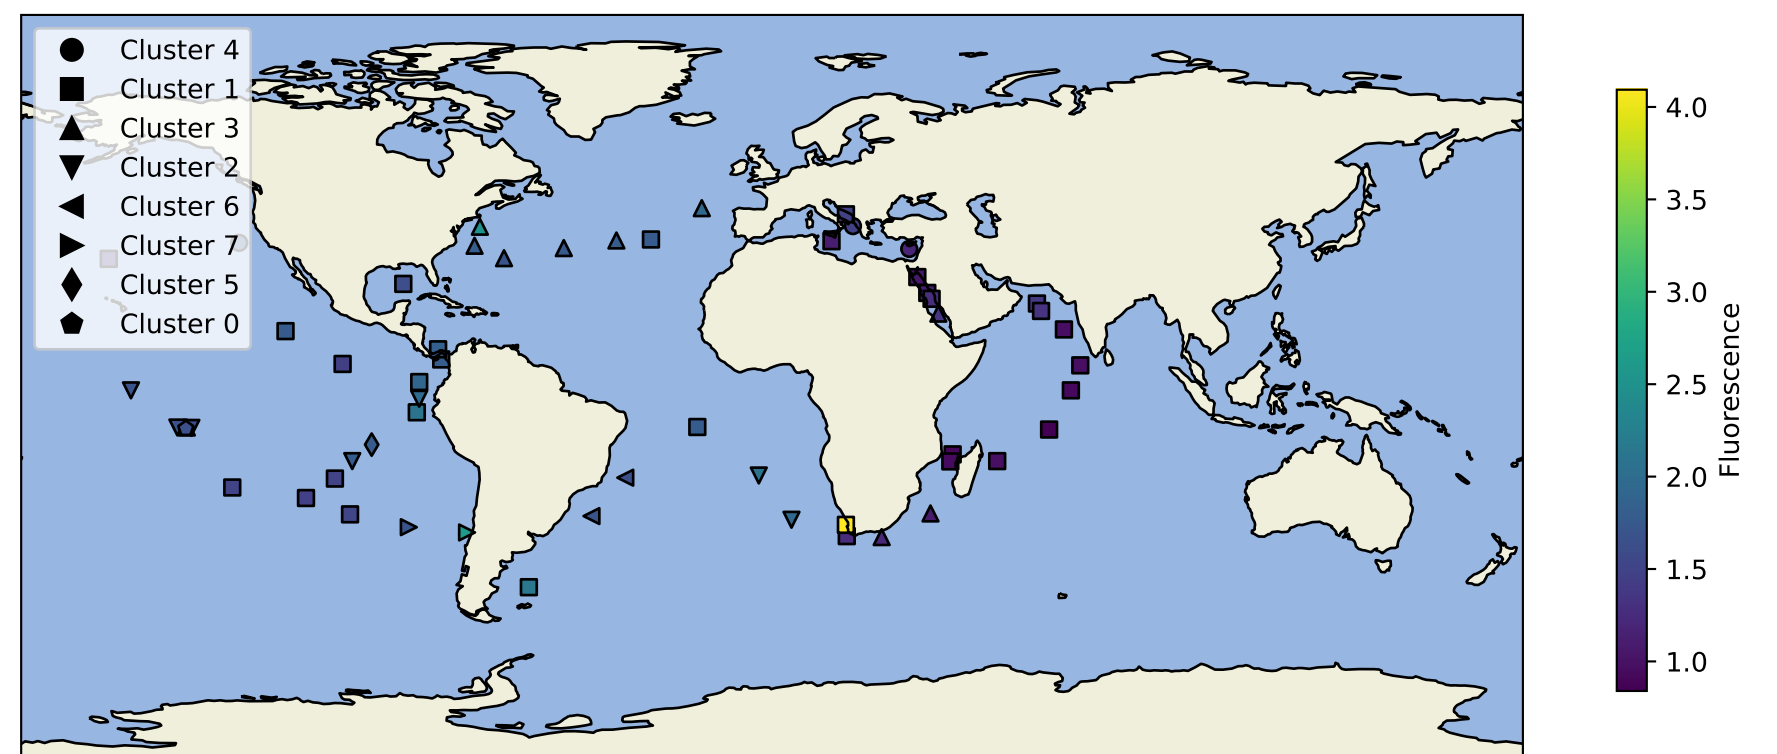 Cluster 4
Cluster 1
Cluster 3
Cluster 2
Cluster 6
Cluster 7
Cluster 5
Cluster 0
4.0
3.5
3.0
2.5
2.0
1.5
1.0
Fluorescence